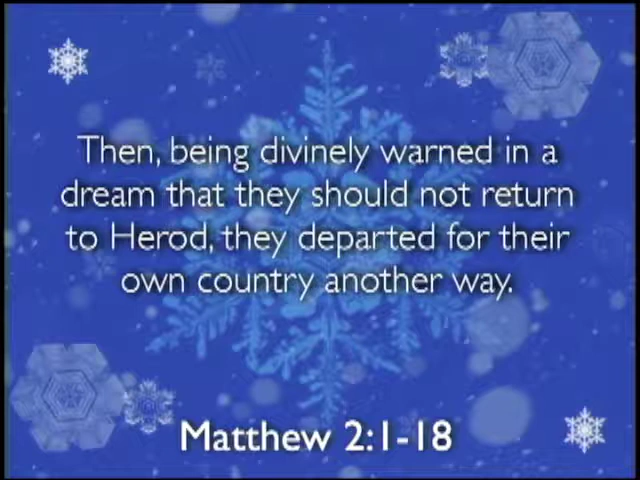 Then, being divinely warned in a
dream that they should not return
to Herod, they departed for their
own country another way.
Matthew 2:1-18